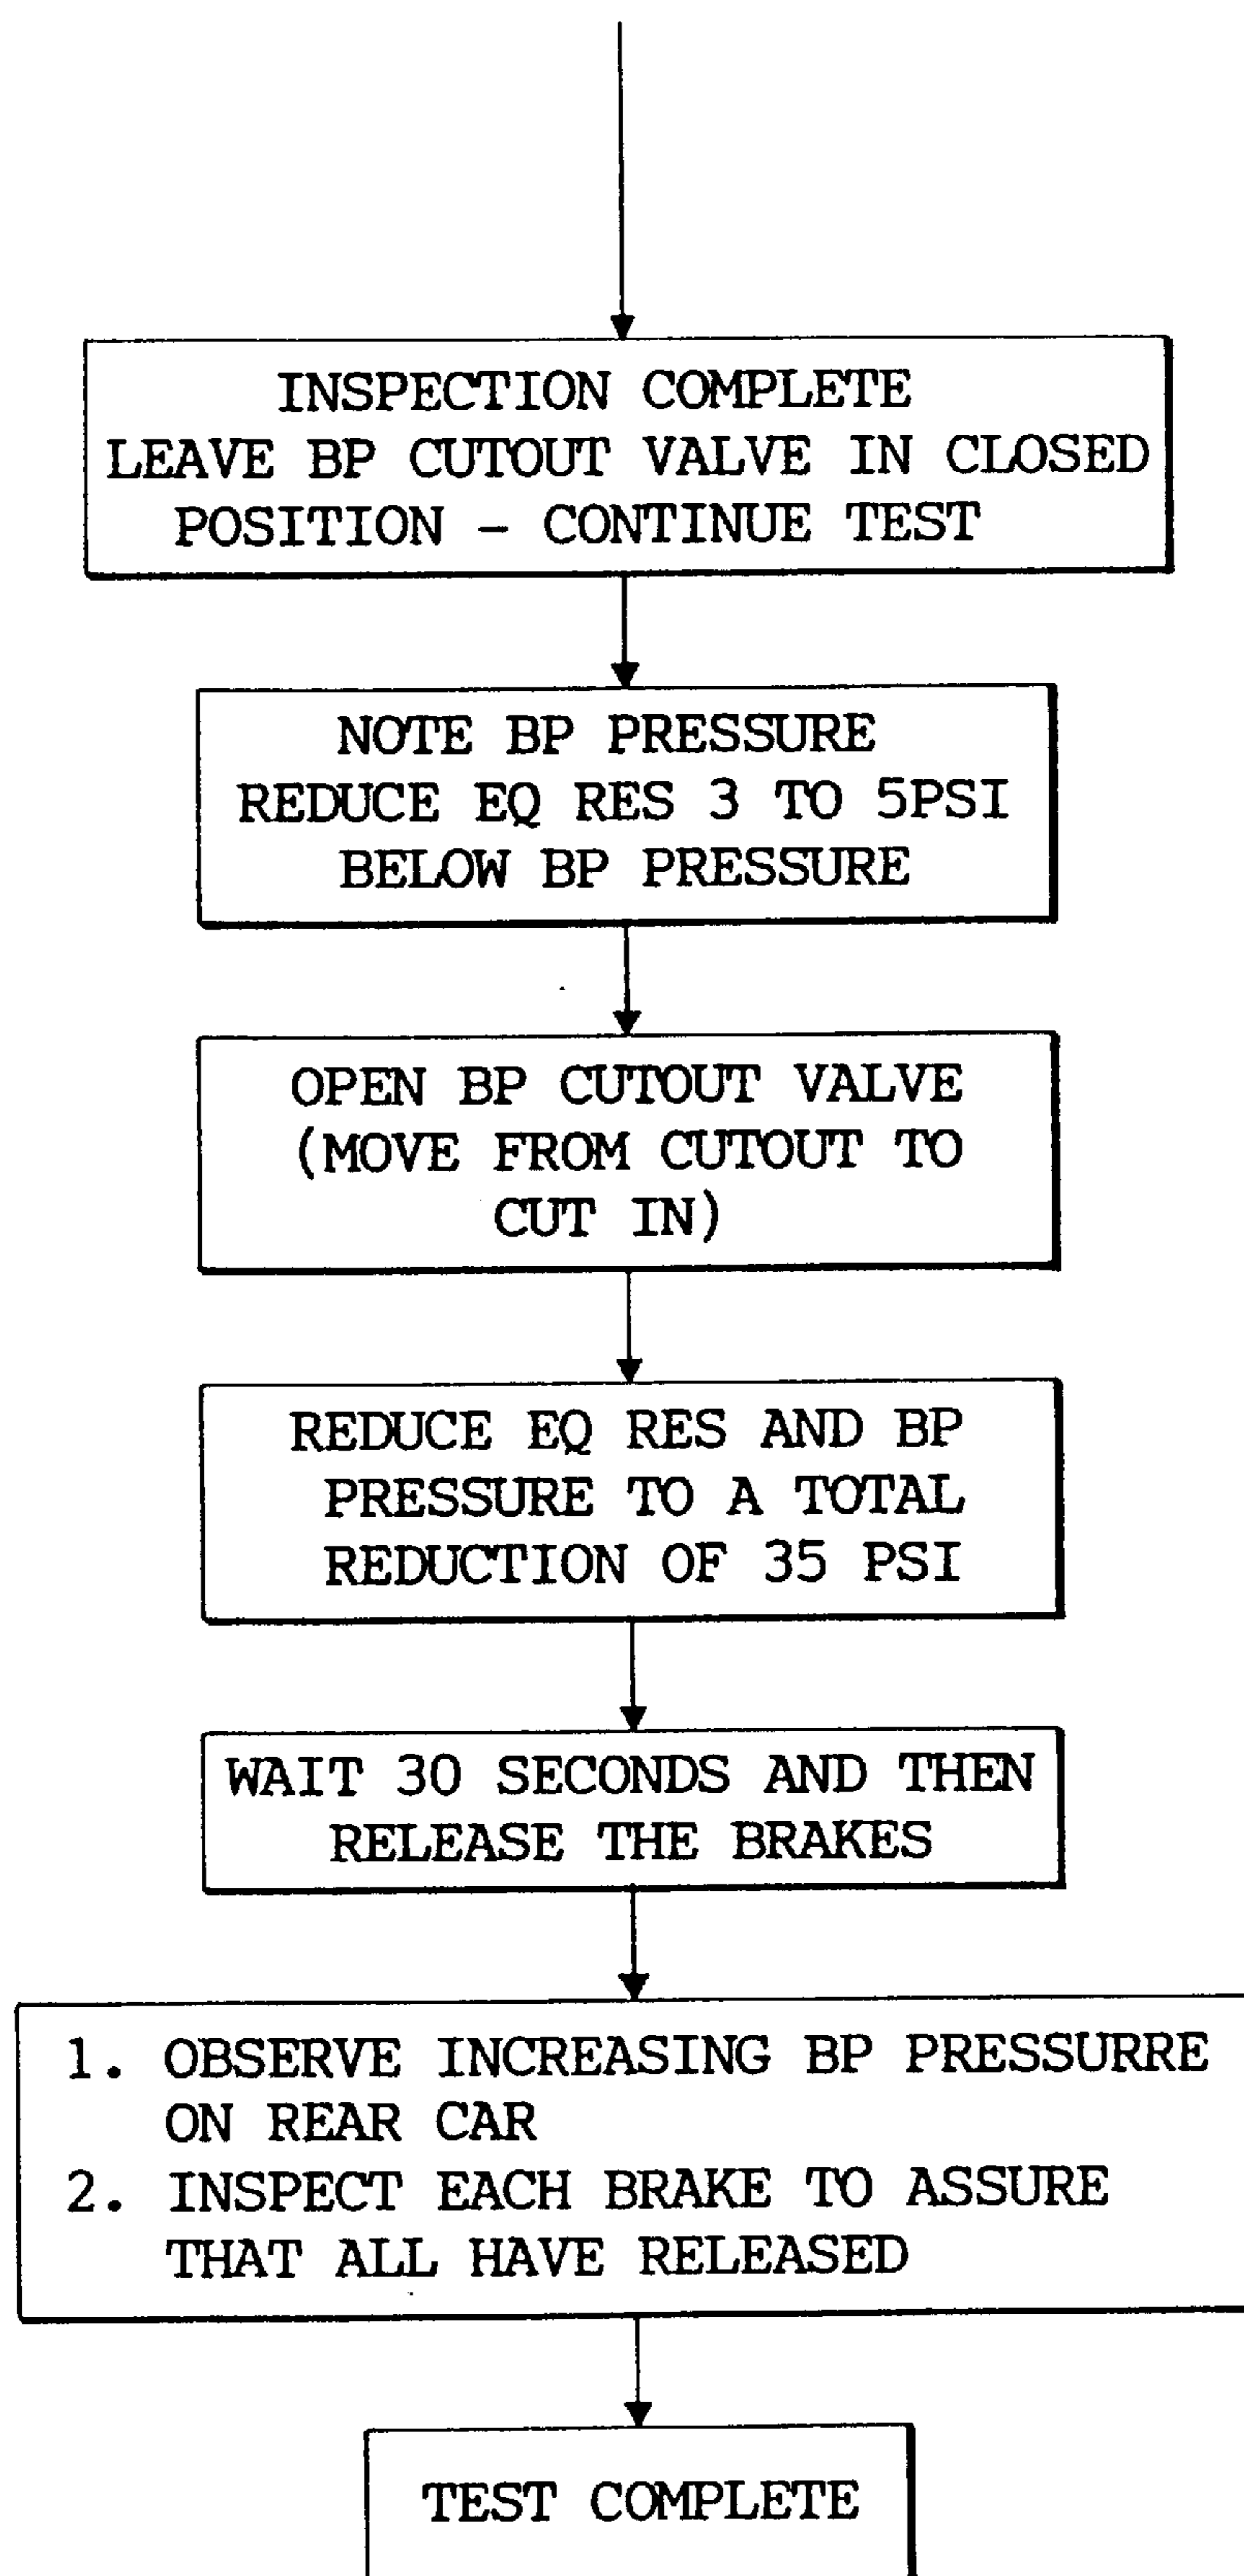 INSPECTION COMPLETE
LEAVE BP CUTOUT VALVE IN CLOSED
POSITION - CONTINUE TEST
NOTE BP PRESSURE
REDUCE EQ RES 3 TO 5PSI
BELOW BP PRESSURE
OPEN BP CUTOUT VALVE
(MOVE FROM CUTOUT TO
CUT IN)
REDUCE EQ RES AND BP
PRESSURE TO A TOTAL
REDUCTION OF 35 PSI
WAIT 30 SECONDS AND THEN
RELEASE THE BRAKES
1. OBSERVE INCREASING BP PRESSURRE
ON REAR CAR
2. INSPECT EACH BRAKE TO ASSURE
THAT ALL HAVE RELEASED
TEST COMPLETE